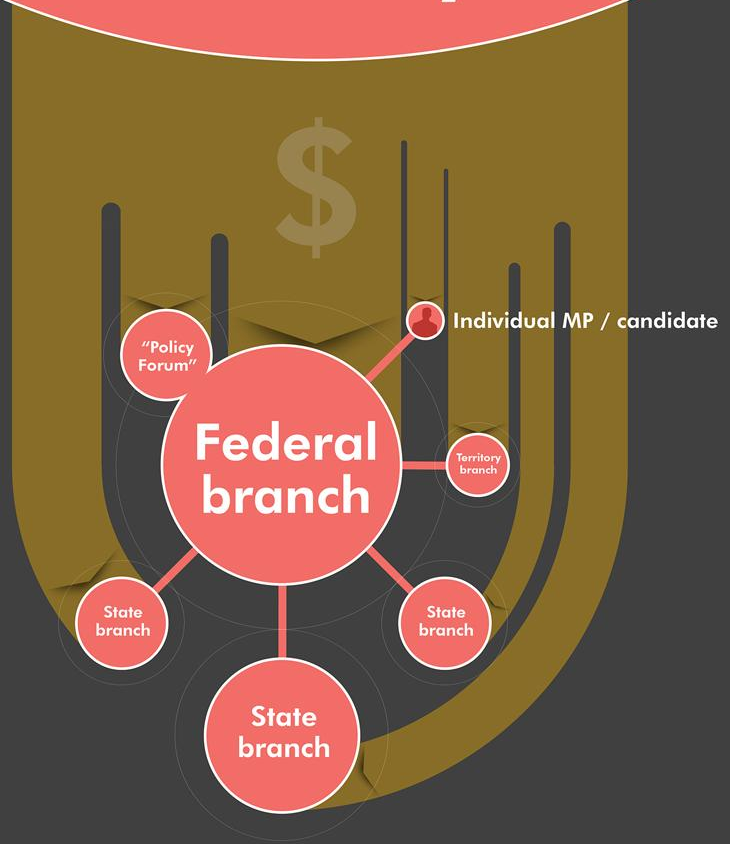 $
“Policy
Forum”
Individual MP / candidate
Federal
branch
Territory
branch
State
branch
State
branch
State
branch